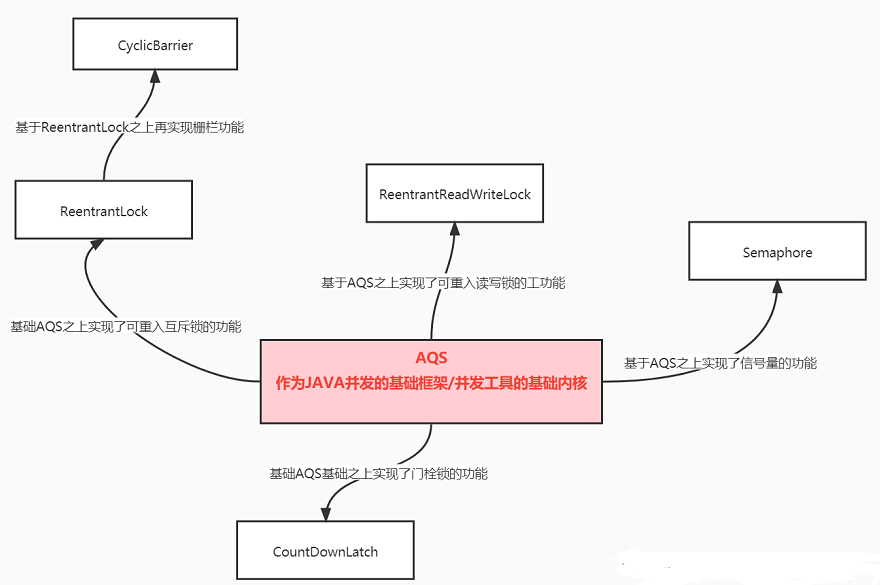 CyclicBarrier
基于ReentrantLock之上再实现栅栏功能
ReentrantLock
ReentrantReadWriteLock
Semaphore
基于AQS之上实现了可重入读写锁的工功能
基础AQS之上实现了可重入互斥锁的功能
AQS
作为JAVA并发的基础框架/并发工具的基础内核
基于AQS之上实现了信号量的功能
基础AQS基础之上实现了门栓锁的功能
CountDownLatch